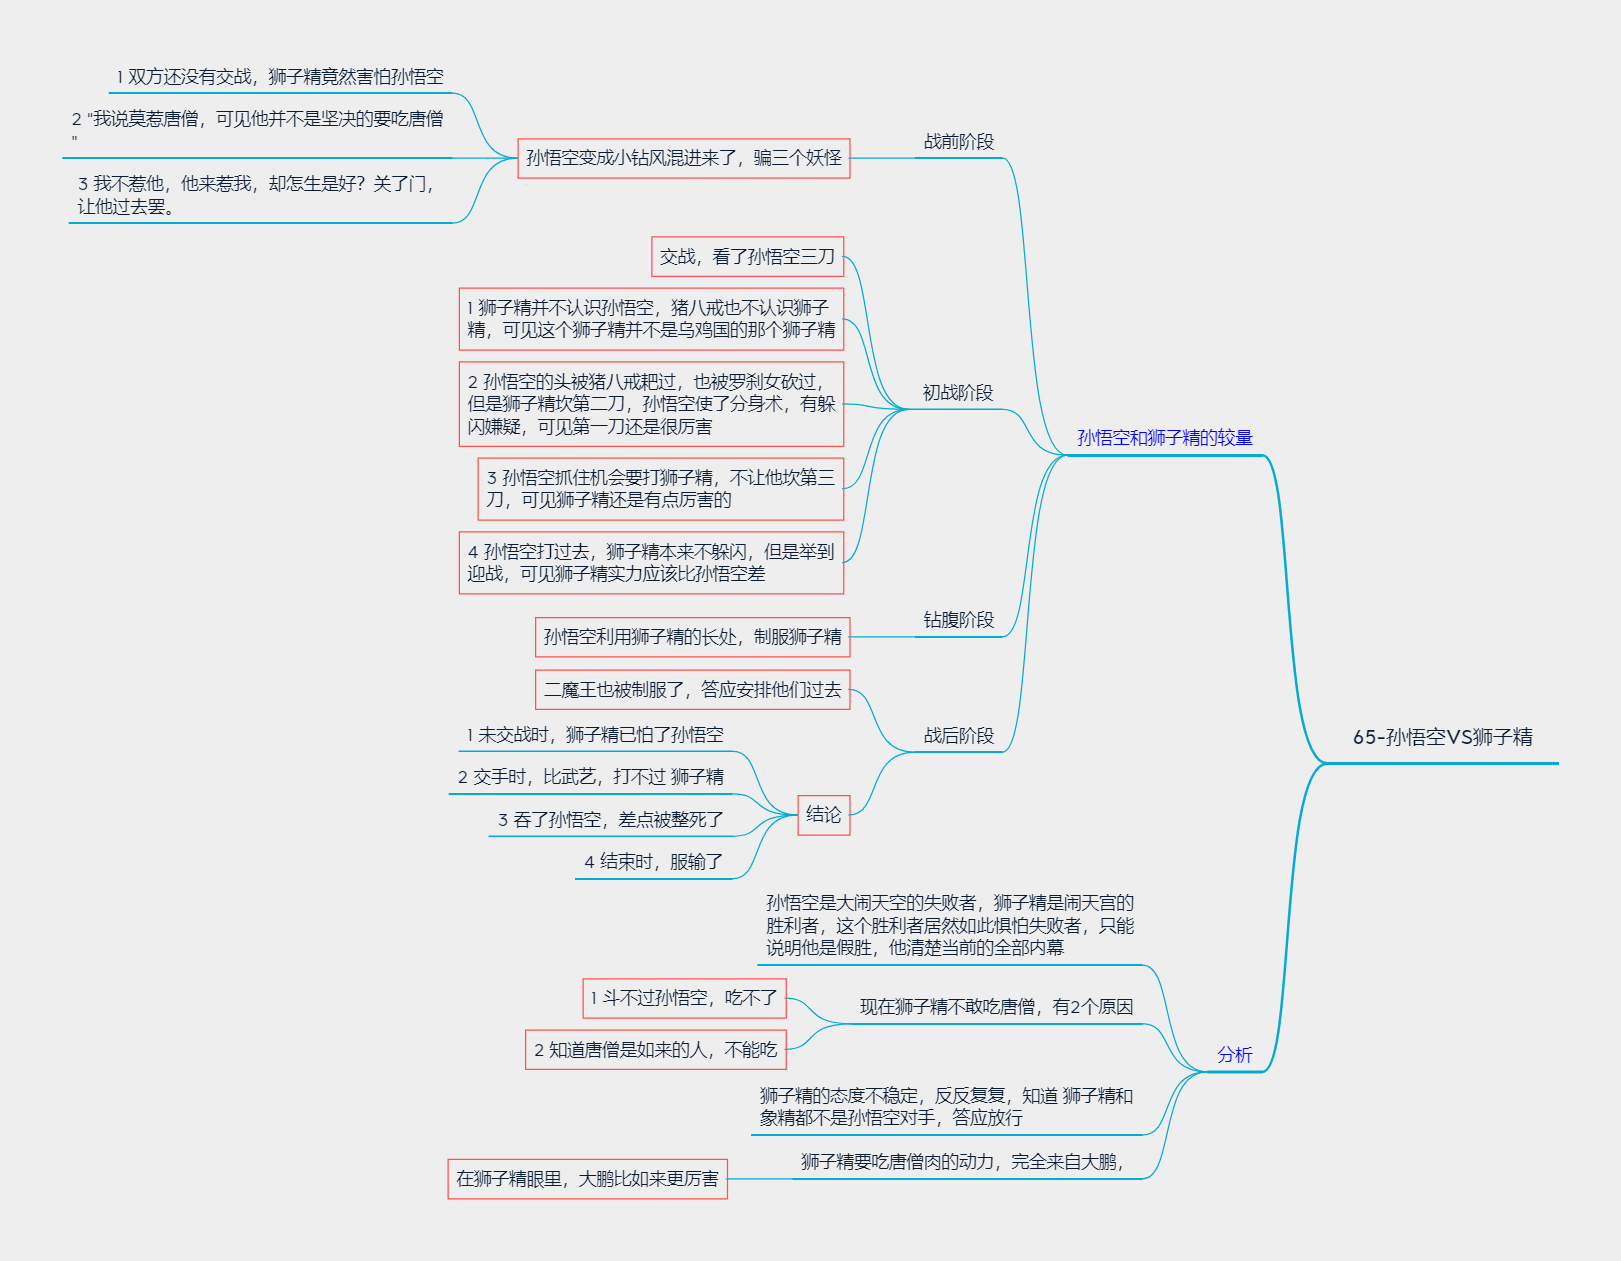 65-孙悟空VS狮子精
孙悟空和狮子精的较量
战前阶段
孙悟空变成小钻风混进来了，骗三个妖怪
1 双方还没有交战，狮子精竟然害怕孙悟空
2 “我说莫惹唐僧，可见他并不是坚决的要吃唐僧
"
3 我不惹他，他来惹我，却怎生是好？关了门，
让他过去罢。
初战阶段
交战，看了孙悟空三刀
1 狮子精并不认识孙悟空，猪八戒也不认识狮子
精，可见这个狮子精并不是乌鸡国的那个狮子精
2 孙悟空的头被猪八戒耙过，也被罗刹女砍过，
但是狮子精坎第二刀，孙悟空使了分身术，有躲
闪嫌疑，可见第一刀还是很厉害
3 孙悟空抓住机会要打狮子精，不让他坎第三
刀，可见狮子精还是有点厉害的
4 孙悟空打过去，狮子精本来不躲闪，但是举到
迎战，可见狮子精实力应该比孙悟空差
钻腹阶段
孙悟空利用狮子精的长处，制服狮子精
战后阶段
二魔王也被制服了，答应安排他们过去
结论
1 未交战时，狮子精已怕了孙悟空
2 交手时，比武艺，打不过 狮子精
3 吞了孙悟空，差点被整死了
4 结束时，服输了
分析
孙悟空是大闹天空的失败者，狮子精是闹天宫的
胜利者，这个胜利者居然如此惧怕失败者，只能
说明他是假胜，他清楚当前的全部内幕
现在狮子精不敢吃唐僧，有2个原因
1 斗不过孙悟空，吃不了
2 知道唐僧是如来的人，不能吃
狮子精的态度不稳定，反反复复，知道 狮子精和
象精都不是孙悟空对手，答应放行
狮子精要吃唐僧肉的动力，完全来自大鹏，
在狮子精眼里，大鹏比如来更厉害